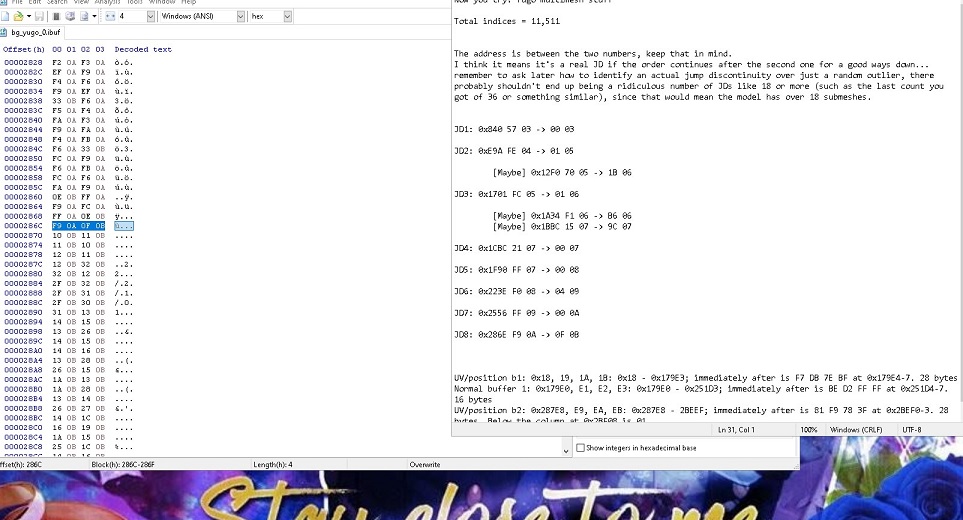 File Edit Search View Analysis Tools Window Help
4 Windows (ANSI) hex
bg_yugo_0.ibuf
Offset(h) 00 01 02 03 Decoded text
00002828 F2 0A F3 0A ò.ó.
0000282C EF 0A F9 0A ï.ù.
00002830 F4 0A F6 0A ô.ö.
00002834 F9 0A EF 0A ù.ï.
00002838 33 0B F6 0A 3.ö.
0000283C F5 0A F4 0A õ.ô.
00002840 FA 0A F3 0A ú.ó.
00002844 F9 0A FA 0A ù.ú.
00002848 F4 0A FB 0A ô.û.
0000284C F6 0A 33 0B ö.3.
00002850 FC 0A F9 0A ü.ù.
00002854 F6 0A FB 0A ö.û.
00002858 FC 0A F6 0A ü.ö.
0000285C FA 0A F9 0A ú.ù.
00002860 0E 0B FF 0A ..ÿ.
00002864 F9 0A FC 0A ù.ü.
00002868 FF 0A 0E 0B ÿ...
0000286C F9 0A 0F 0B ù...
00002870 10 0B 11 0B ....
00002874 11 0B 10 0B ....
00002878 12 0B 11 0B ....
0000287C 12 0B 32 0B ..2.
00002880 32 0B 12 0B 2...
00002884 2F 0B 32 0B /.2.
00002888 2F 0B 31 0B /.1.
0000288C 2F 0B 30 0B /.0.
00002890 31 0B 13 0B 1...
00002894 14 0B 15 0B ....
00002898 13 0B 26 0B ..&.
0000289C 14 0B 15 0B ....
000028A0 14 0B 16 0B ....
000028A4 13 0B 28 0B ..(.
000028A8 26 0B 15 0B &...
000028AC 1A 0B 13 0B ....
000028B0 1A 0B 28 0B ..(.
000028B4 13 0B 14 0B ....
000028B8 26 0B 27 0B &.'.
000028BC 14 0B 1C 0B ....
000028C0 16 0B 19 0B ....
000028C4 1A 0B 15 0B ....
000028C8 25 0B 1C 0B %...
Offset(h): 286C Block(h): 286C-286F Length(h): 4 Overwrite
Now you try: Yugo multimesh stuff
Total indices = 11,511
The address is between the two numbers, keep that in mind.
I think it means it's a real JD if the order continues after the second one for a good ways down...
remember to ask later how to identify an actual jump discontinuity over just a random outlier, there
probably shouldn't end up being a ridiculous number of JDs like 18 or more (such as the last count you
got of 36 or something similar), since that would mean the model has over 18 submeshes.
JD1: 0x840 57 03 -> 00 03
JD2: 0xE9A FE 04 -> 01 05
[Maybe] 0x12F0 70 05 -> 1B 06
JD3: 0x1701 FC 05 -> 01 06
[Maybe] 0x1A34 F1 06 -> B6 06
[Maybe] 0x1BBC 15 07 -> 9C 07
JD4: 0x1CBC 21 07 -> 00 07
JD5: 0x1F90 FF 07 -> 00 08
JD6: 0x223E F0 08 -> 04 09
JD7: 0x2556 FF 09 -> 00 0A
JD8: 0x286E F9 0A -> 0F 0B
UV/position b1: 0x18, 19, 1A, 1B: 0x18 - 0x179E3; immediately after is F7 DB 7E BF at 0x179E4-7. 28 bytes
Normal buffer 1: 0x179E0, E1, E2, E3: 0x179E0 - 0x251D3; immediately after is BE D2 FF FF at 0x251D4-7.
16 bytes
UV/position b2: 0x287E8, E9, EA, EB: 0x287E8 - 2BEEF; immediately after is 81 F9 78 3F at 0x2BEF0-3. 28
bytes. Below the column at 0x2BF08 is 01
Ln 31, Col 1 100% Windows (CRLF) UTF-8
Show integers in hexadecimal base
Stay close to me